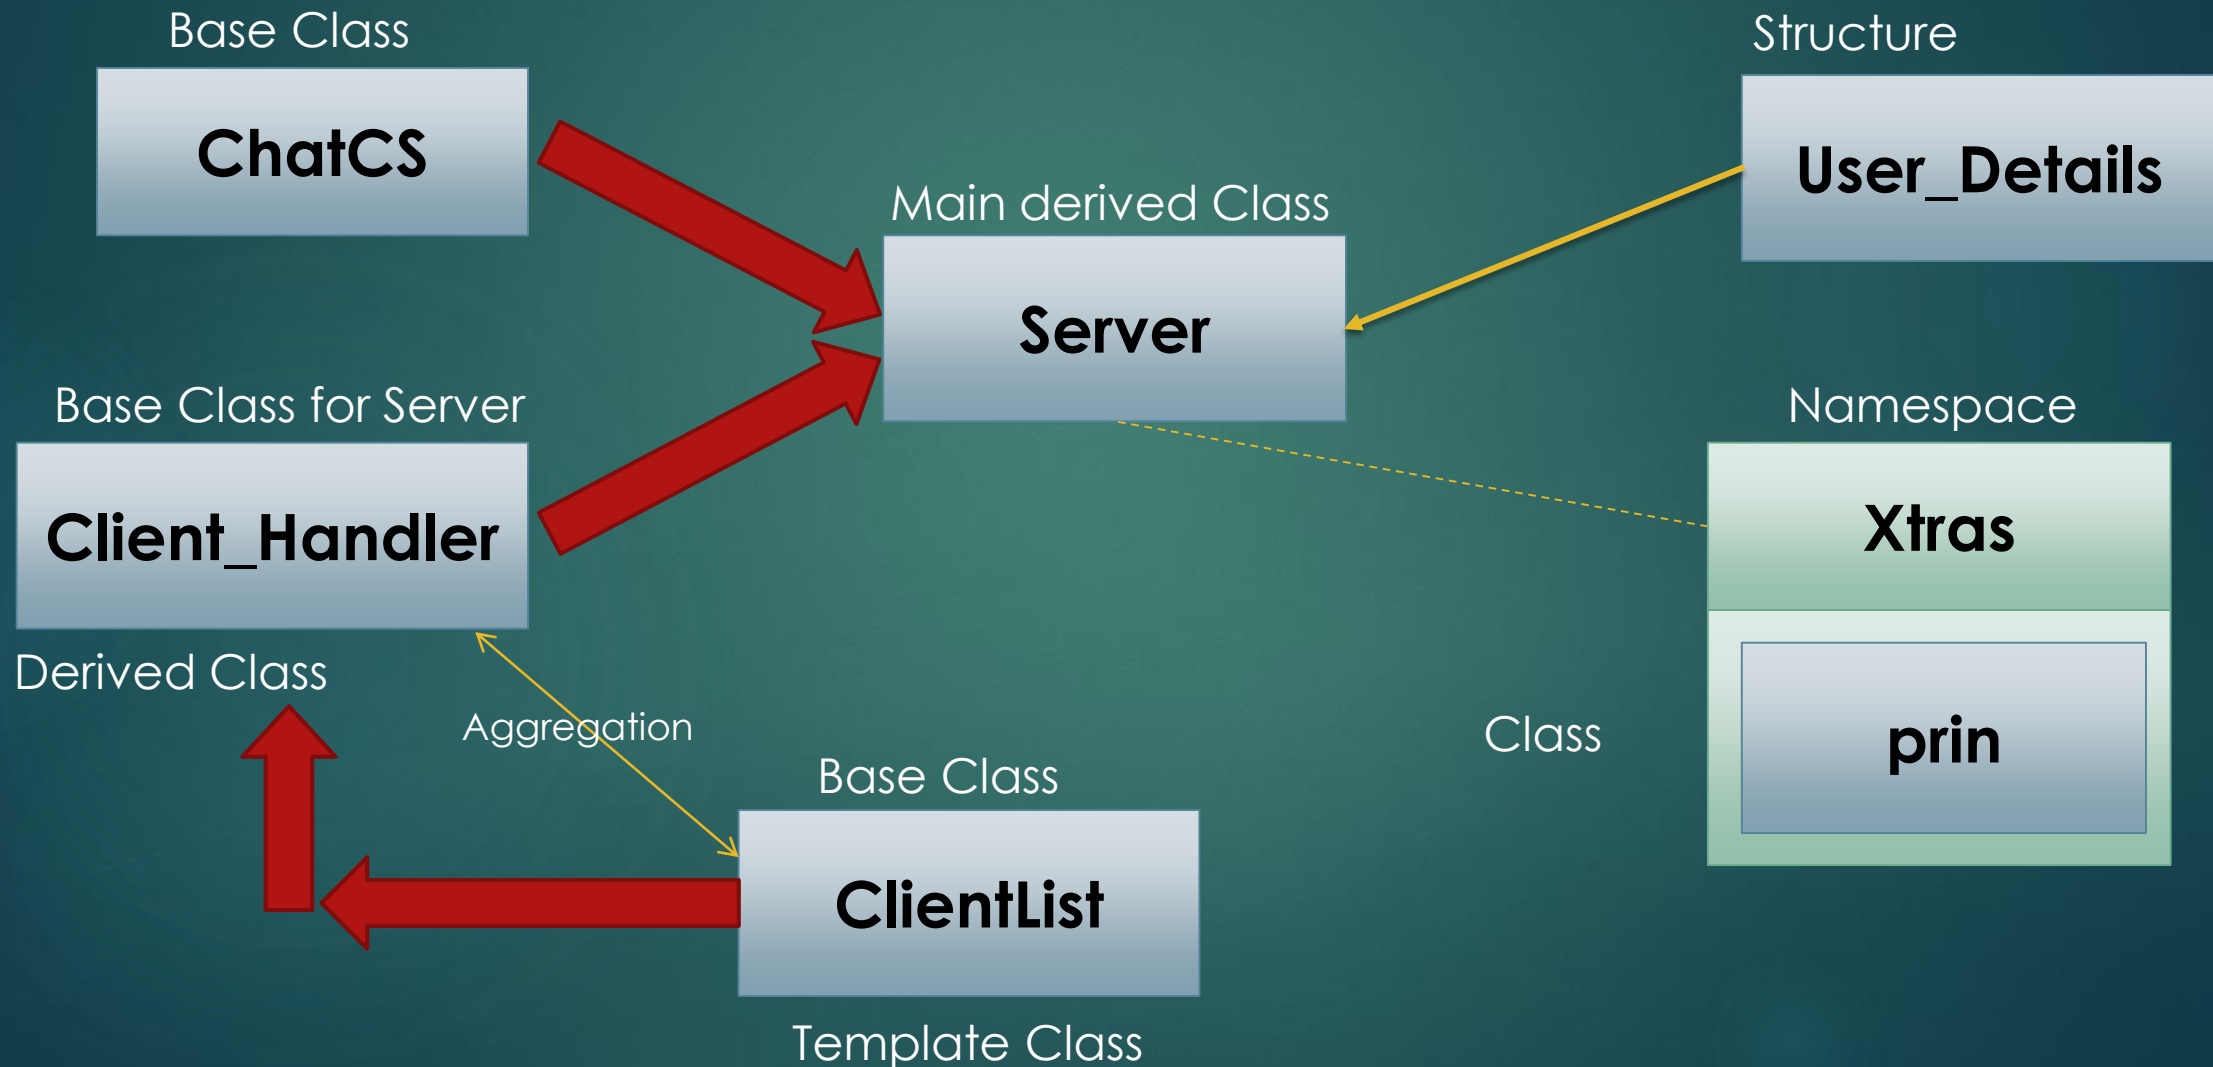 Base Class
ChatCS
Structure
User_Details
Main derived Class
Server
Base Class for Server
Client_Handler
Derived Class
Namespace
Xtras
Class
prin
Aggregation
Base Class
ClientList
Template Class